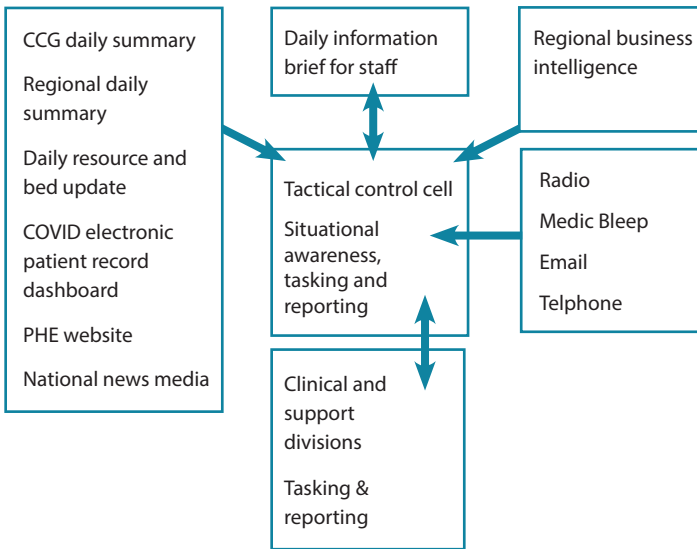 CCG daily summary
Regional daily
summary
Daily resource and
bed update
COVID electronic
patient record
dashboard
PHE website
National news media
Daily information
brief for staff
Regional business
intelligence
Tactical control cell
Situational
awareness,
tasking and
reporting
Radio
Medic Bleep
Email
Telphone
Clinical and
support
divisions
Tasking &
reporting